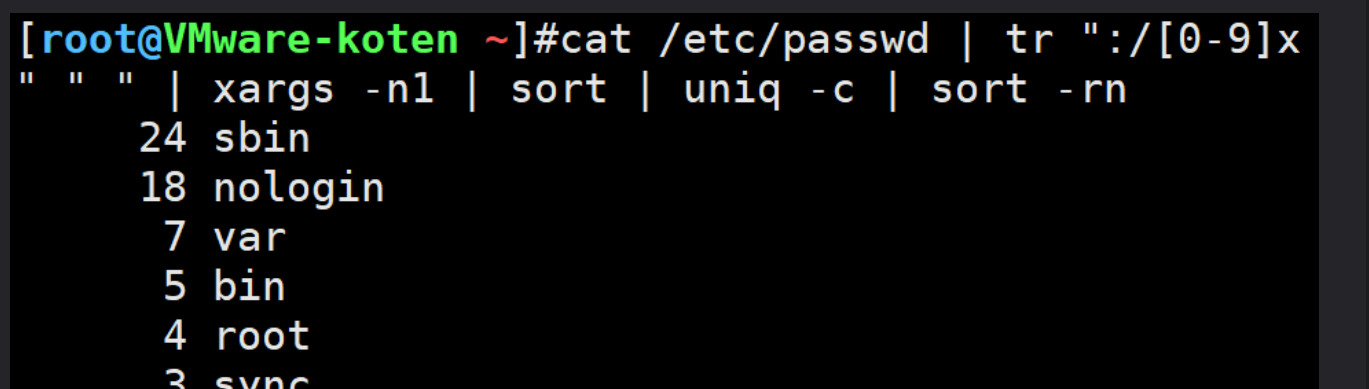 [root@VMware-koten ~]#cat /etc/passwd | tr ":/[0-9]x
" " " | xargs -n1 | sort | uniq -c | sort -rn
24 sbin
18 nologin
7 var
5 bin
4 root
3 sync